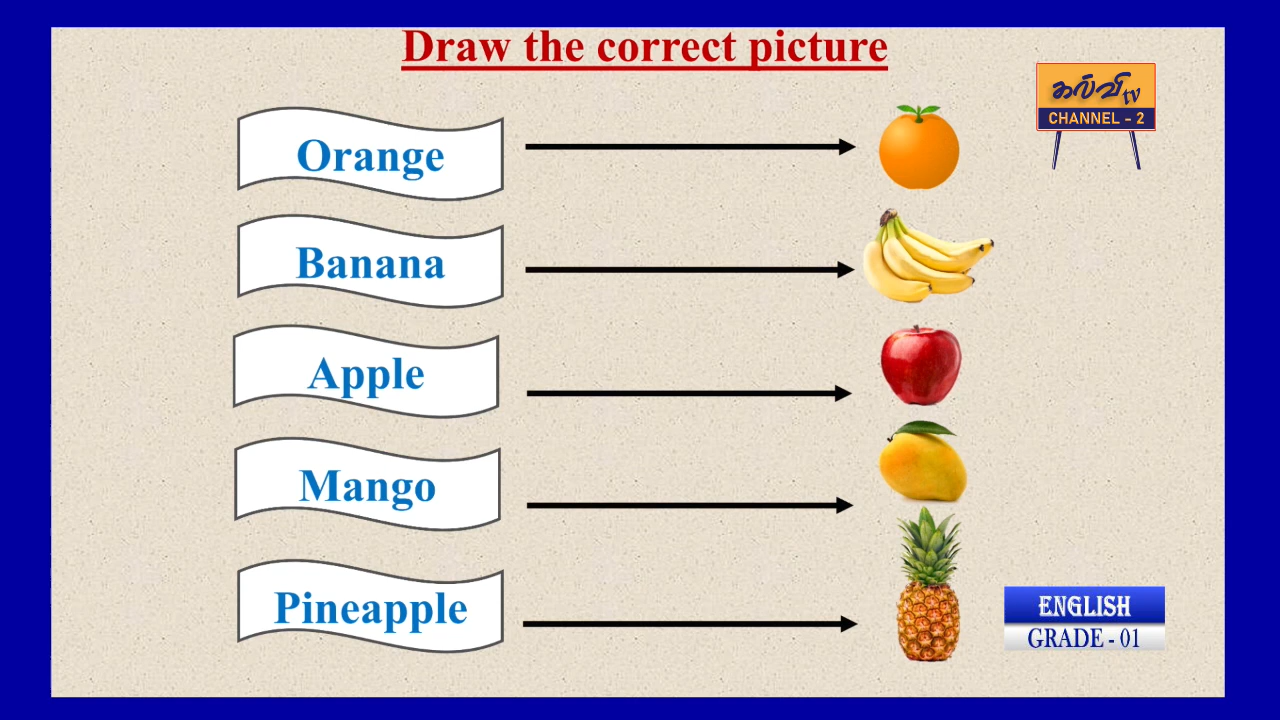 Draw the correct picture
கல்வி tv
CHANNEL - 2
Orange
Banana
Apple
Mango
Pineapple
ENGLISH
GRADE - 01